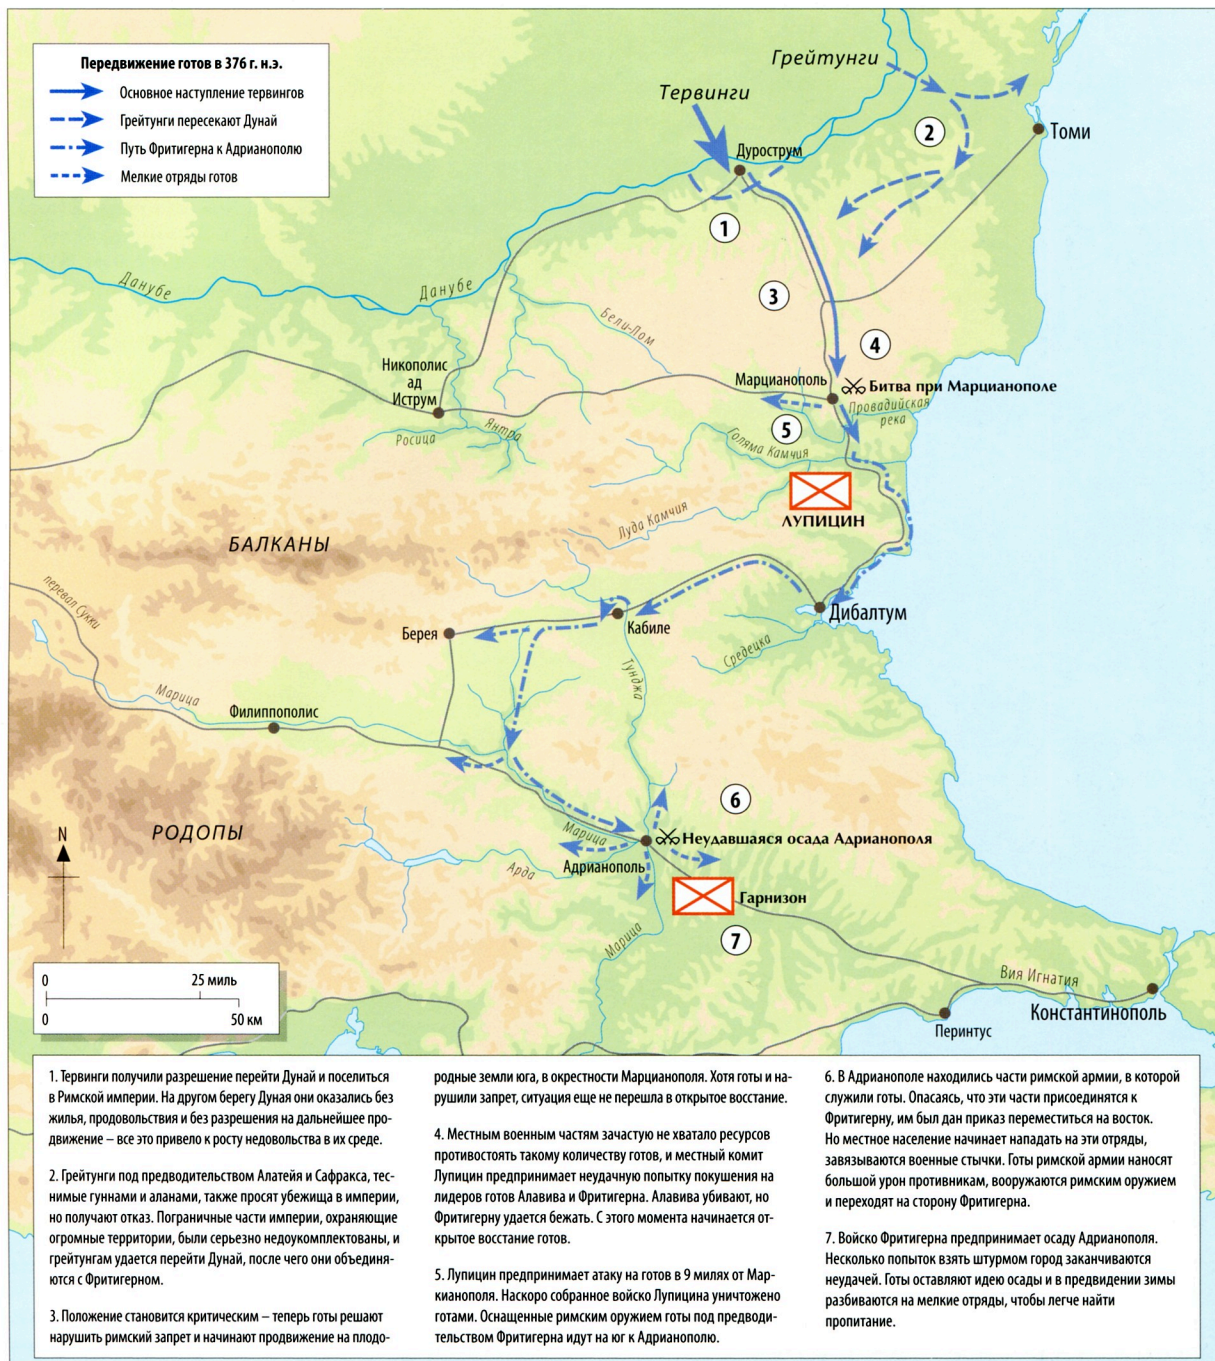 Передвижение готов в 376 г. н.э.
Основное наступление тервингов
Грейтунги пересекают Дунай
Путь Фритигерна к Адрианополю
Мелкие отряды готов
Грейтунги
Тервинги
2
Томи
Дурострум
1
Данубе
Данубе
3
Бели-Лом
4
Никополис
ад
Иструм
Марцианополь
Битва при Марцианополе
Провадийская
река
Росица
Янтра
5
Голяма Камчия
ЛУПИЦИН
Луда Камчия
БАЛКАНЫ
перевал Сукки
Дибалтум
Кабиле
Берея
Средецка
Тунджа
Марица
Филиппополис
6
РОДОПЫ
N
Марица
Неудавшаяся осада Адрианополя
Адрианополь
Арда
Гарнизон
7
Марица
0
25 миль
0
50 км
Вия Игнатия
Константинополь
Перинтус
1. Тервинги получили разрешение перейти Дунай и поселиться
в Римской империи. На другом берегу Дуная они оказались без
жилья, продовольствия и без разрешения на дальнейшее про-
движение – все это привело к росту недовольства в их среде.
2. Грейтунги под предводительством Алатейя и Сафракса, тес-
нимые гуннами и аланами, также просят убежища в империи,
но получают отказ. Пограничные части империи, охраняющие
огромные территории, были серьезно недоукомплектованы, и
грейтунгам удается перейти Дунай, после чего они объединя-
ются с Фритигерном.
3. Положение становится критическим – теперь готы решают
нарушить римский запрет и начинают продвижение на плодо-
родные земли юга, в окрестности Марцианополя. Хотя готы и на-
рушили запрет, ситуация еще не перешла в открытое восстание.
4. Местным военным частям зачастую не хватало ресурсов
противостоять такому количеству готов, и местный комит
Лупицин предпринимает неудачную попытку покушения на
лидеров готов Алавива и Фритигерна. Алавива убивают, но
Фритигерну удается бежать. С этого момента начинается от-
крытое восстание готов.
5. Лупицин предпринимает атаку на готов в 9 милях от Мар-
кианополя. Наскоро собранное войско Лупицина уничтожено
готами. Оснащенные римским оружием готы под предводи-
тельством Фритигерна идут на юг к Адрианополю.
6. В Адрианополе находились части римской армии, в которой
служили готы. Опасаясь, что эти части присоединятся к
Фритигерну, им был дан приказ переместиться на восток.
Но местное население начинает нападать на эти отряды,
завязываются военные стычки. Готы римской армии наносят
большой урон противникам, вооружаются римским оружием
и переходят на сторону Фритигерна.
7. Войско Фритигерна предпринимает осаду Адрианополя.
Несколько попыток взять штурмом город заканчиваются
неудачей. Готы оставляют идею осады и в предвидении зимы
разбиваются на мелкие отряды, чтобы легче найти
пропитание.